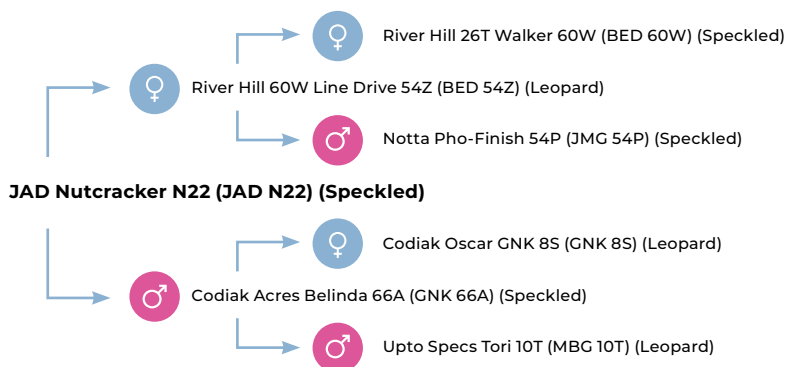 River Hill 26T Walker 60W (BED 60W) (Speckled)
River Hill 60W Line Drive 54Z (BED 54Z) (Leopard)
Notta Pho-Finish 54P (JMG 54P) (Speckled)
JAD Nutcracker N22 (JAD N22) (Speckled)
Codiak Oscar GNK 8S (GNK 8S) (Leopard)
Codiak Acres Belinda 66A (GNK 66A) (Speckled)
Upto Specs Tori 10T (MBG 10T) (Leopard)